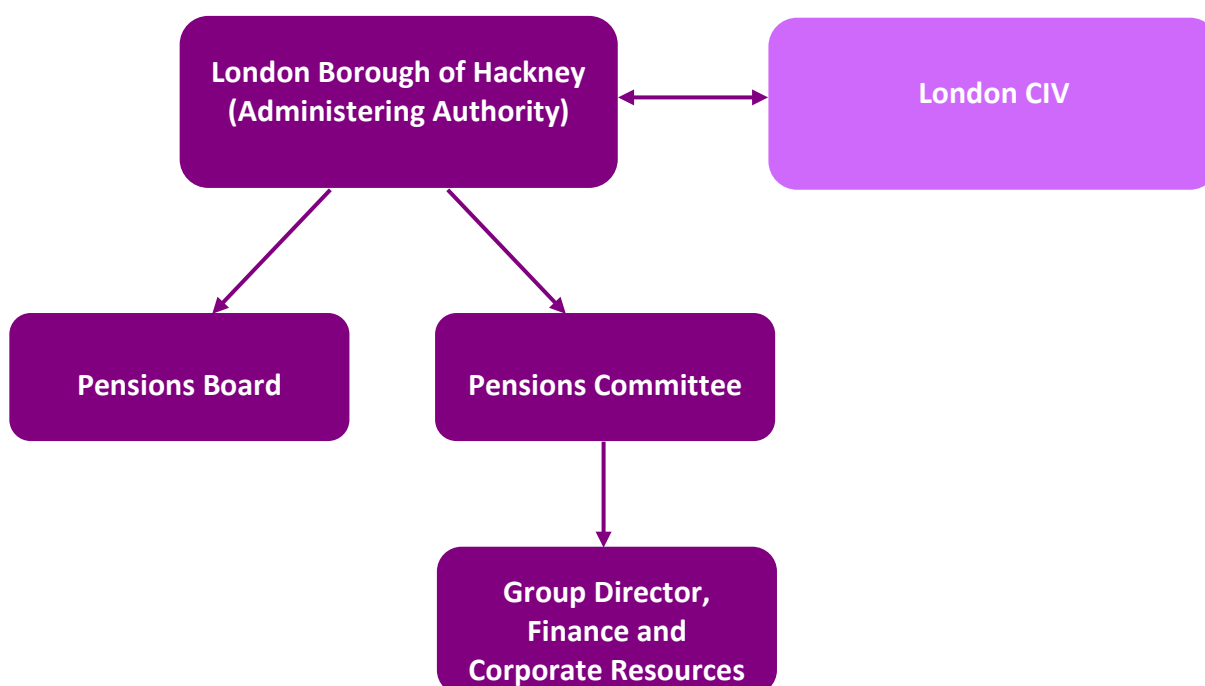 London Borough of Hackney
(Administering Authority)
London CIV
Pensions Board
Pensions Committee
Group Director,
Finance and
Corporate Resources